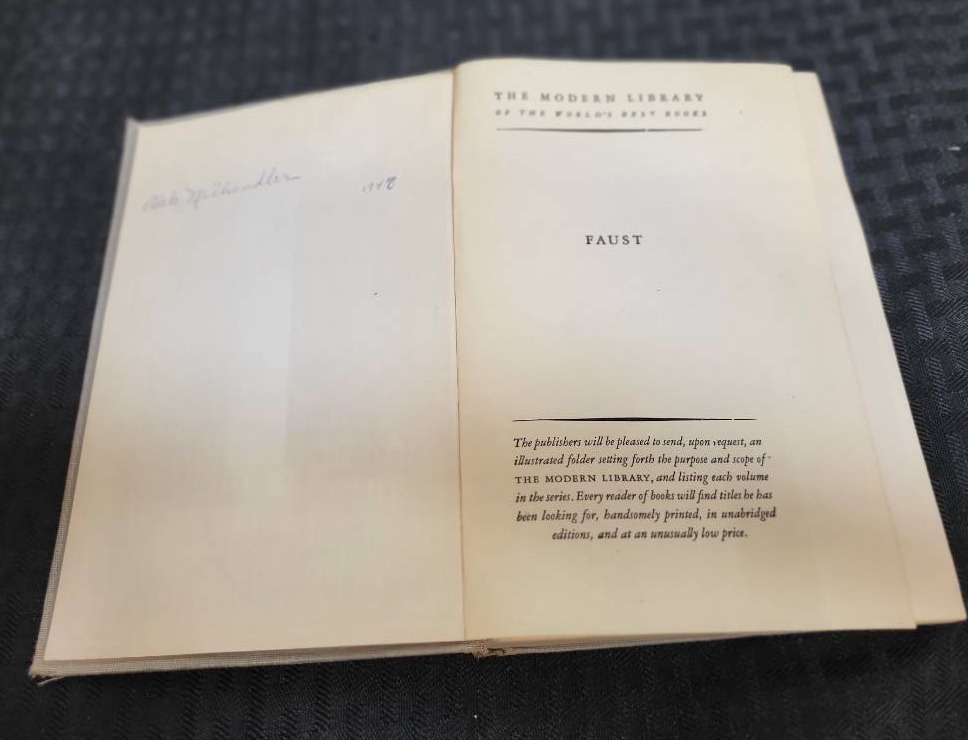 THE MODERN LIBRARY
OF THE WORLD'S BEST BOOKS
FAUST
The publishers will be pleased to send, upon request, an
illustrated folder setting forth the purpose and scope of
THE MODERN LIBRARY, and listing each volume
in the series. Every reader of books will find titles he has
been looking for, handsomely printed, in unabridged
editions, and at an unusually low price.